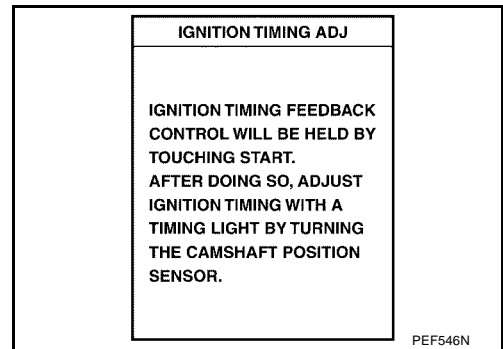 IGNITION TIMING ADJ
IGNITION TIMING FEEDBACK
CONTROL WILL BE HELD BY
TOUCHING START.
AFTER DOING SO, ADJUST
IGNITION TIMING WITH A
TIMING LIGHT BY TURNING
THE CAMSHAFT POSITION
SENSOR.
PEF546N